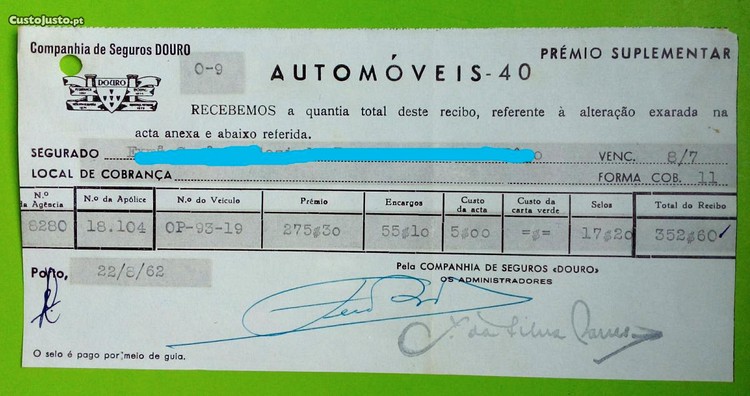 CustoJusto.pt
Companhia de Seguros DOURO
PRÉMIO SUPLEMENTAR
0-9
AUTOMÓVEIS-40
DOURO
RECEBEMOS a quantia total deste recibo, referente à alteração exarada na
acta anexa e abaixo referida.
SEGURADO VENC. 8/7
LOCAL DE COBRANÇA FORMA COB. 11
N.º da Agência N.o da Apólice N.o do Veículo Prémio Encargos Custo da acta Custo da carta verde Selos Total do Recibo
8280 18.104 OP-93-19 275$30 55$10 5$00 =$= 17$20 352$60
Porto, 22/8/62
Pela COMPANHIA DE SEGUROS «DOURO»
OS ADMINISTRADORES
da Silva
O selo é pago por meio de guia.